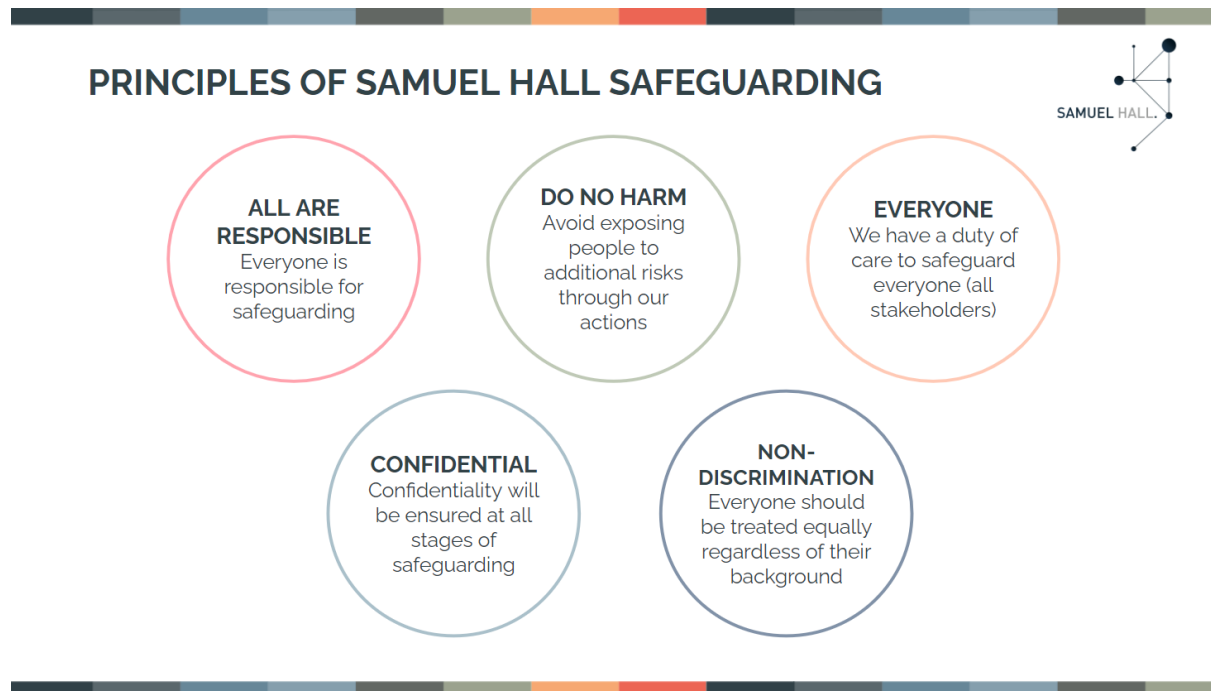 PRINCIPLES OF SAMUEL HALL SAFEGUARDING
SAMUEL HALL.
ALL ARE
RESPONSIBLE
Everyone is
responsible for
safeguarding
DO NO HARM
Avoid exposing
people to
additional risks
through our
actions
EVERYONE
We have a duty of
care to safeguard
everyone (all
stakeholders)
CONFIDENTIAL
Confidentiality will
be ensured at all
stages of
safeguarding
NON-
DISCRIMINATION
Everyone should
be treated equally
regardless of their
background